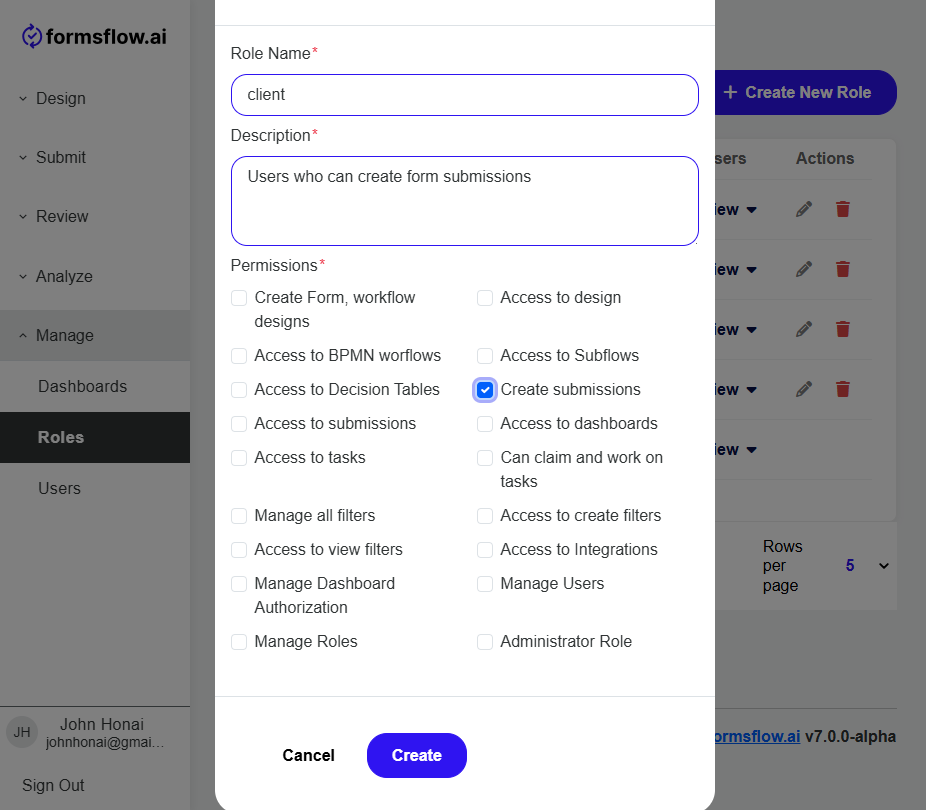 formsflow.ai
Design
Submit
Review
Analyze
Manage
Dashboards
Roles
Users
JH
John Honai
johnhonai@gmai...
Sign Out
Role Name*
client
Description*
Users who can create form submissions
Permissions*
Create Form, workflow
designs
Access to design
Access to BPMN worflows
Access to Subflows
Access to Decision Tables
Create submissions
Access to submissions
Access to dashboards
Access to tasks
Can claim and work on
tasks
Manage all filters
Access to create filters
Access to view filters
Access to Integrations
Manage Dashboard
Authorization
Manage Users
Manage Roles
Administrator Role
Cancel
Create
+ Create New Role
sers
Actions
iew
iew
iew
iew
iew
Rows
per
page
5
ormsflow.ai v7.0.0-alpha